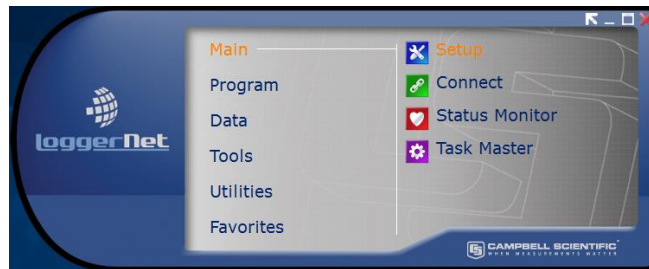 LoggerNet
Main
Program
Data
Tools
Utilities
Favorites
Setup
Connect
Status Monitor
Task Master
CAMPBELL SCIENTIFIC
WHEN MEASUREMENTS MATTER